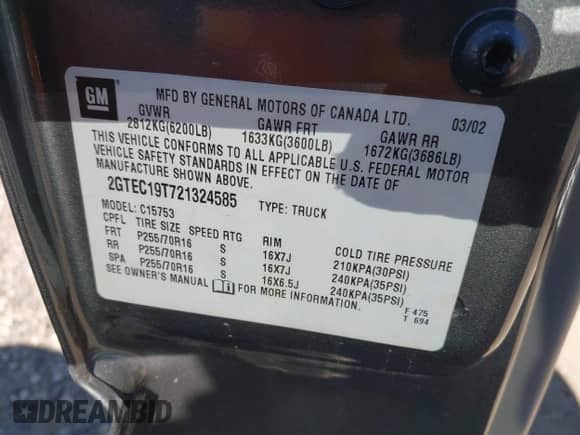 GM
MFD BY GENERAL MOTORS OF CANADA LTD. 03/02
GVWR GAWR FRT GAWR RR
2812KG(6200LB) 1633KG(3600LB) 1672KG(3686LB)
THIS VEHICLE CONFORMS TO ALL APPLICABLE U.S. FEDERAL MOTOR
VEHICLE SAFETY STANDARDS IN EFFECT ON THE DATE OF
MANUFACTURE SHOWN ABOVE.
2GTEC19T721324585 TYPE: TRUCK
MODEL: C15753
CPFL TIRE SIZE SPEED RTG RIM COLD TIRE PRESSURE
FRT P255/70R16 S 16X7J 210KPA(30PSI)
RR P255/70R16 S 16X7J 240KPA(35PSI)
SPA P255/70R16 S 16X6.5J 240KPA(35PSI)
SEE OWNER'S MANUAL FOR MORE INFORMATION.
F 475
T 694
DREAMBID